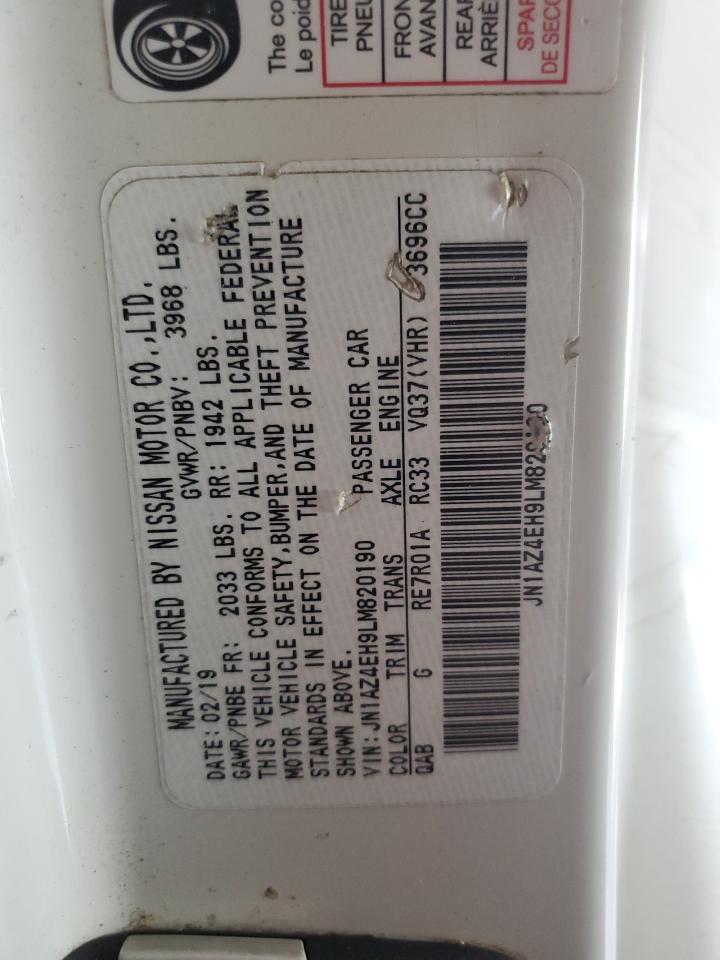 The co
Le poid
TIRE
PNEU
FRON
AVAN
REAR
ARRIÈ
SPAR
DE SECO
MANUFACTURED BY NISSAN MOTOR CO.,LTD.
DATE:02/19 GVWR/PNBV: 3968 LBS.
GAWR/PNBE FR: 2033 LBS. RR: 1942 LBS.
THIS VEHICLE CONFORMS TO ALL APPLICABLE FEDERAL
MOTOR VEHICLE SAFETY,BUMPER,AND THEFT PREVENTION
STANDARDS IN EFFECT ON THE DATE OF MANUFACTURE
SHOWN ABOVE.
VIN:JN1AZ4EH9LM820190 PASSENGER CAR
COLOR TRIM TRANS AXLE ENGINE
QAB G RE7R01A RC33 VQ37(VHR) 3696CC
JN1AZ4EH9LM820190